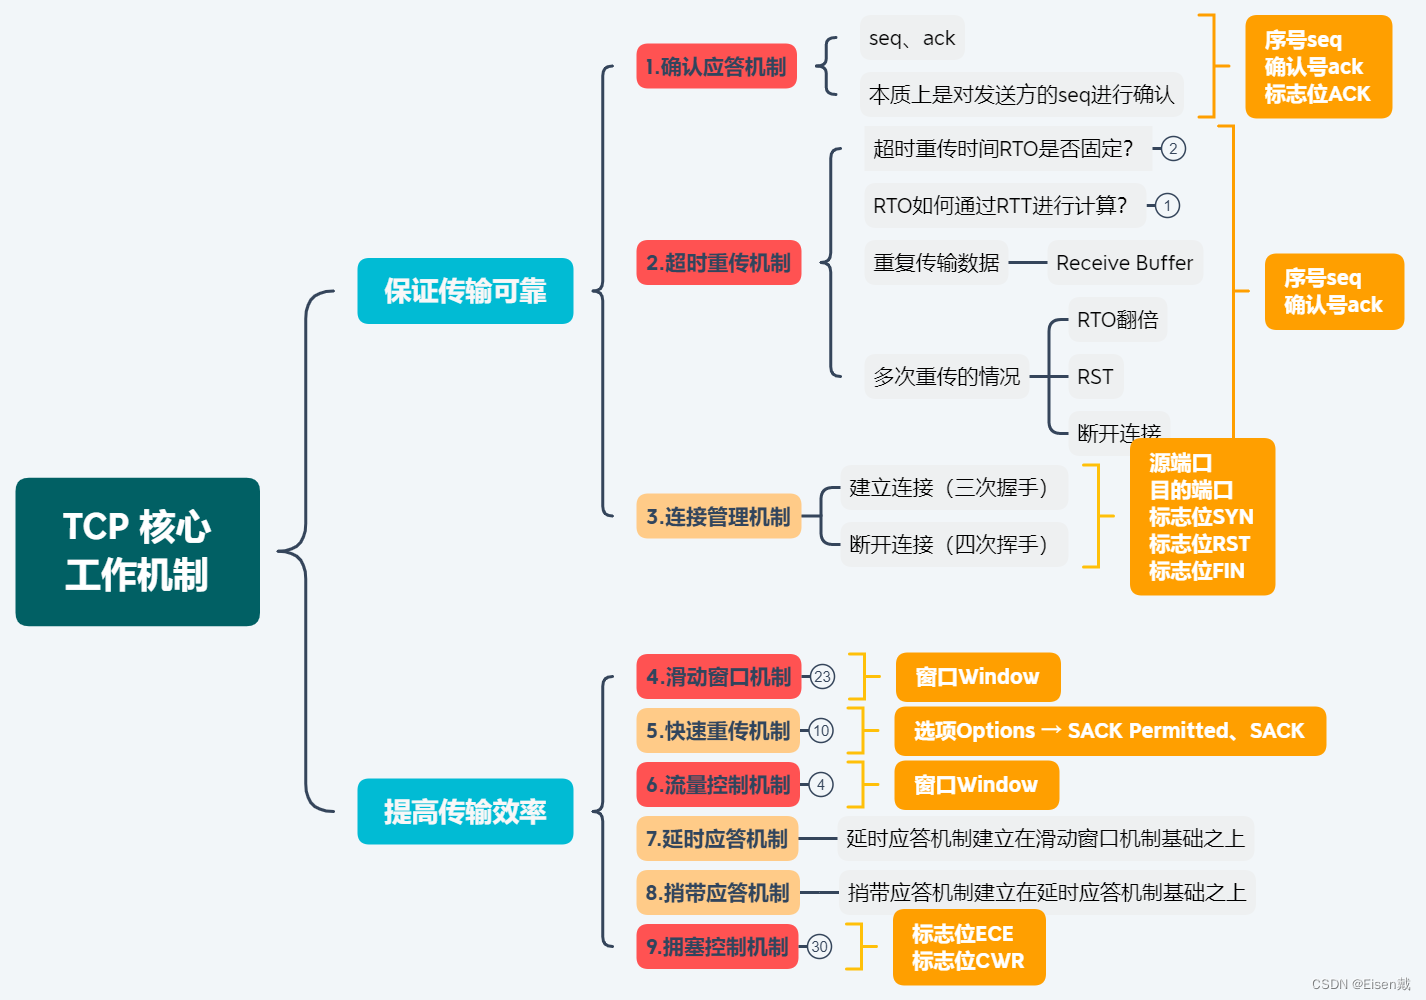 TCP 核心
工作机制
保证传输可靠
1.确认应答机制
seq、ack
本质上是对发送方的seq进行确认
序号seq
确认号ack
标志位ACK
2.超时重传机制
超时重传时间RTO是否固定？
2
RTO如何通过RTT进行计算？
1
重复传输数据
Receive Buffer
多次重传的情况
RTO翻倍
RST
断开连接
序号seq
确认号ack
3.连接管理机制
建立连接（三次握手）
断开连接（四次挥手）
源端口
目的端口
标志位SYN
标志位RST
标志位FIN
提高传输效率
4.滑动窗口机制
23
窗口Window
5.快速重传机制
10
选项Options → SACK Permitted、SACK
6.流量控制机制
4
窗口Window
7.延时应答机制
延时应答机制建立在滑动窗口机制基础之上
8.捎带应答机制
捎带应答机制建立在延时应答机制基础之上
9.拥塞控制机制
30
标志位ECE
标志位CWR
CSDN @Eisen戴